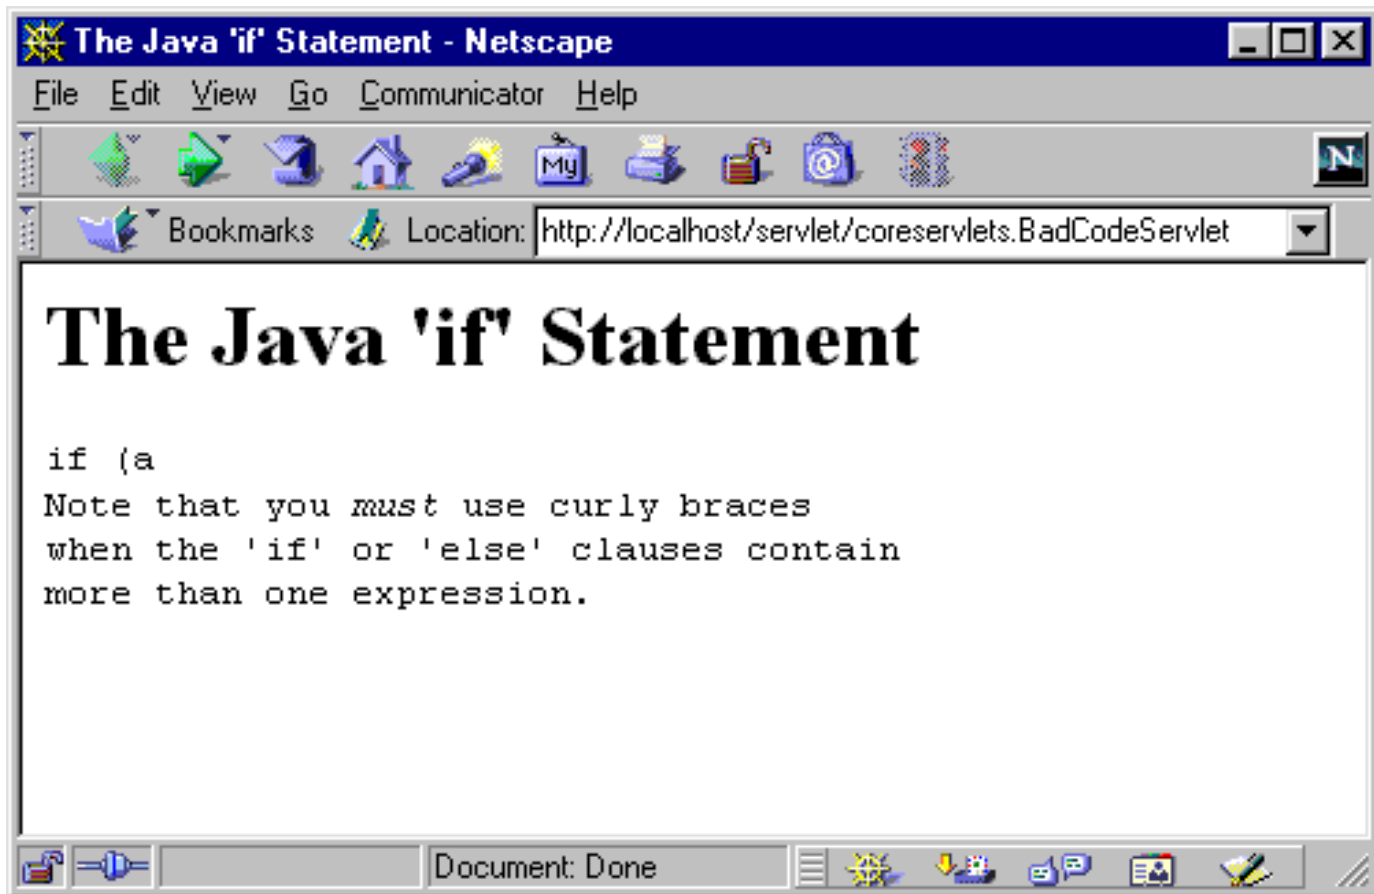 The Java 'if' Statement - Netscape
File Edit View Go Communicator Help
My N
Bookmarks Location: http://localhost/servlet/coreservlets.BadCodeServlet
The Java 'if' Statement
if (a
Note that you must use curly braces
when the 'if' or 'else' clauses contain
more than one expression.
Document: Done